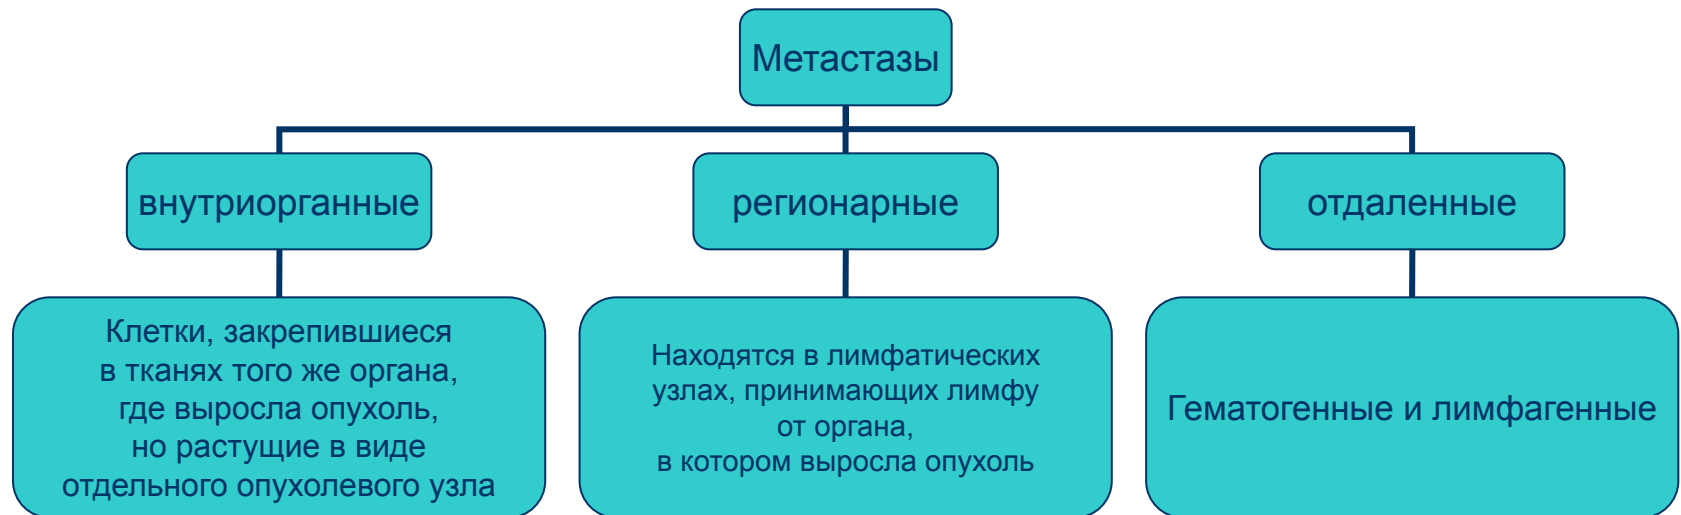 Метастазы
внутриорганные
регионарные
отдаленные
Клетки, закрепившиеся
в тканях того же органа,
где выросла опухоль,
но растущие в виде
отдельного опухолевого узла
Находятся в лимфатических
узлах, принимающих лимфу
от органа,
в котором выросла опухоль
Гематогенные и лимфагенные